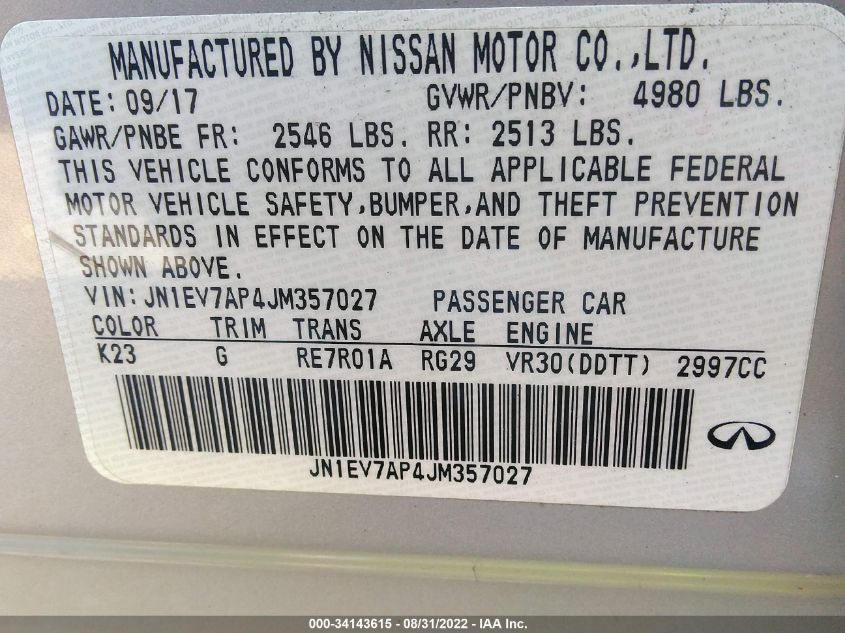 MANUFACTURED BY NISSAN MOTOR CO.,LTD.
DATE: 09/17 GVWR/PNBV: 4980 LBS.
GAWR/PNBE FR: 2546 LBS. RR: 2513 LBS.
THIS VEHICLE CONFORMS TO ALL APPLICABLE FEDERAL
MOTOR VEHICLE SAFETY,BUMPER,AND THEFT PREVENTION
STANDARDS IN EFFECT ON THE DATE OF MANUFACTURE
SHOWN ABOVE.
VIN: JN1EV7AP4JM357027 PASSENGER CAR
COLOR TRIM TRANS AXLE ENGINE
K23 G RE7R01A RG29 VR30(DDTT) 2997CC
JN1EV7AP4JM357027
000-34143615 - 08/31/2022 - IAA Inc.